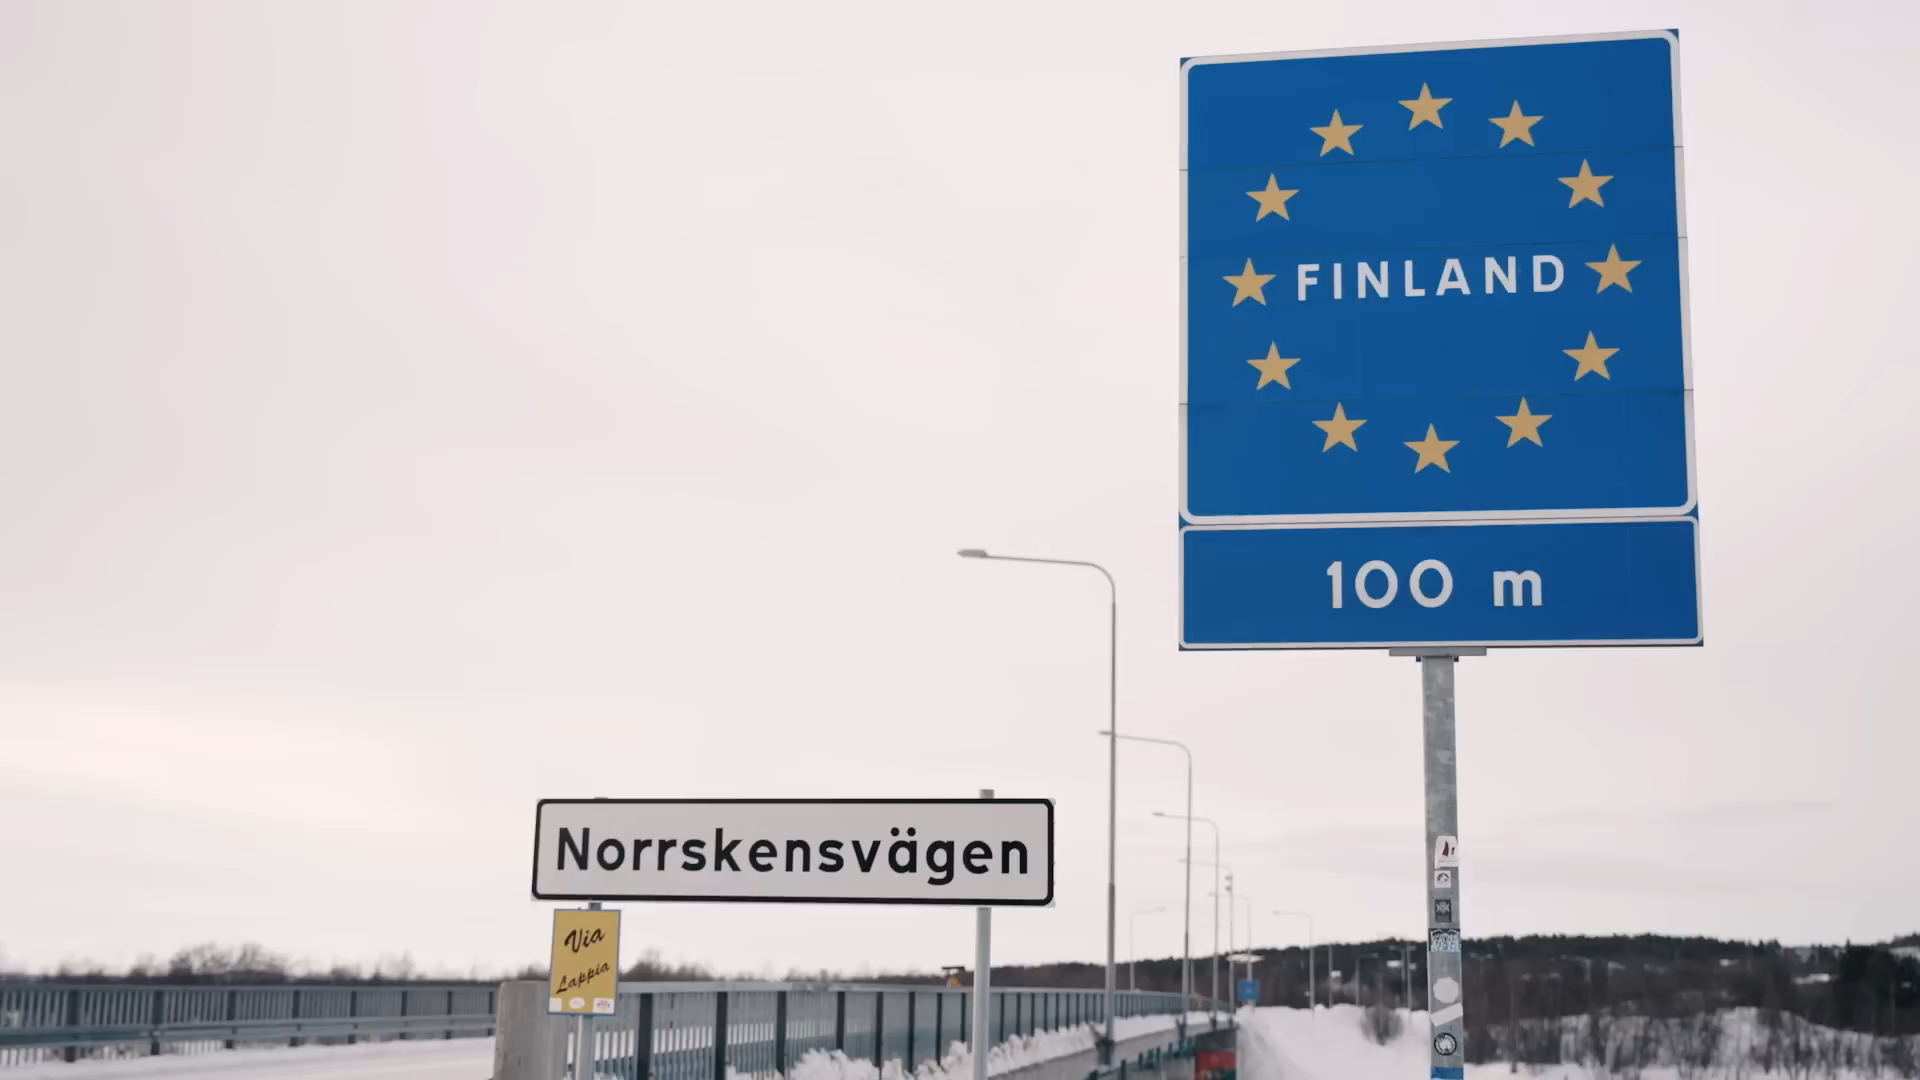 FINLAND
100 m
Norrskensvägen
Via
Lappia